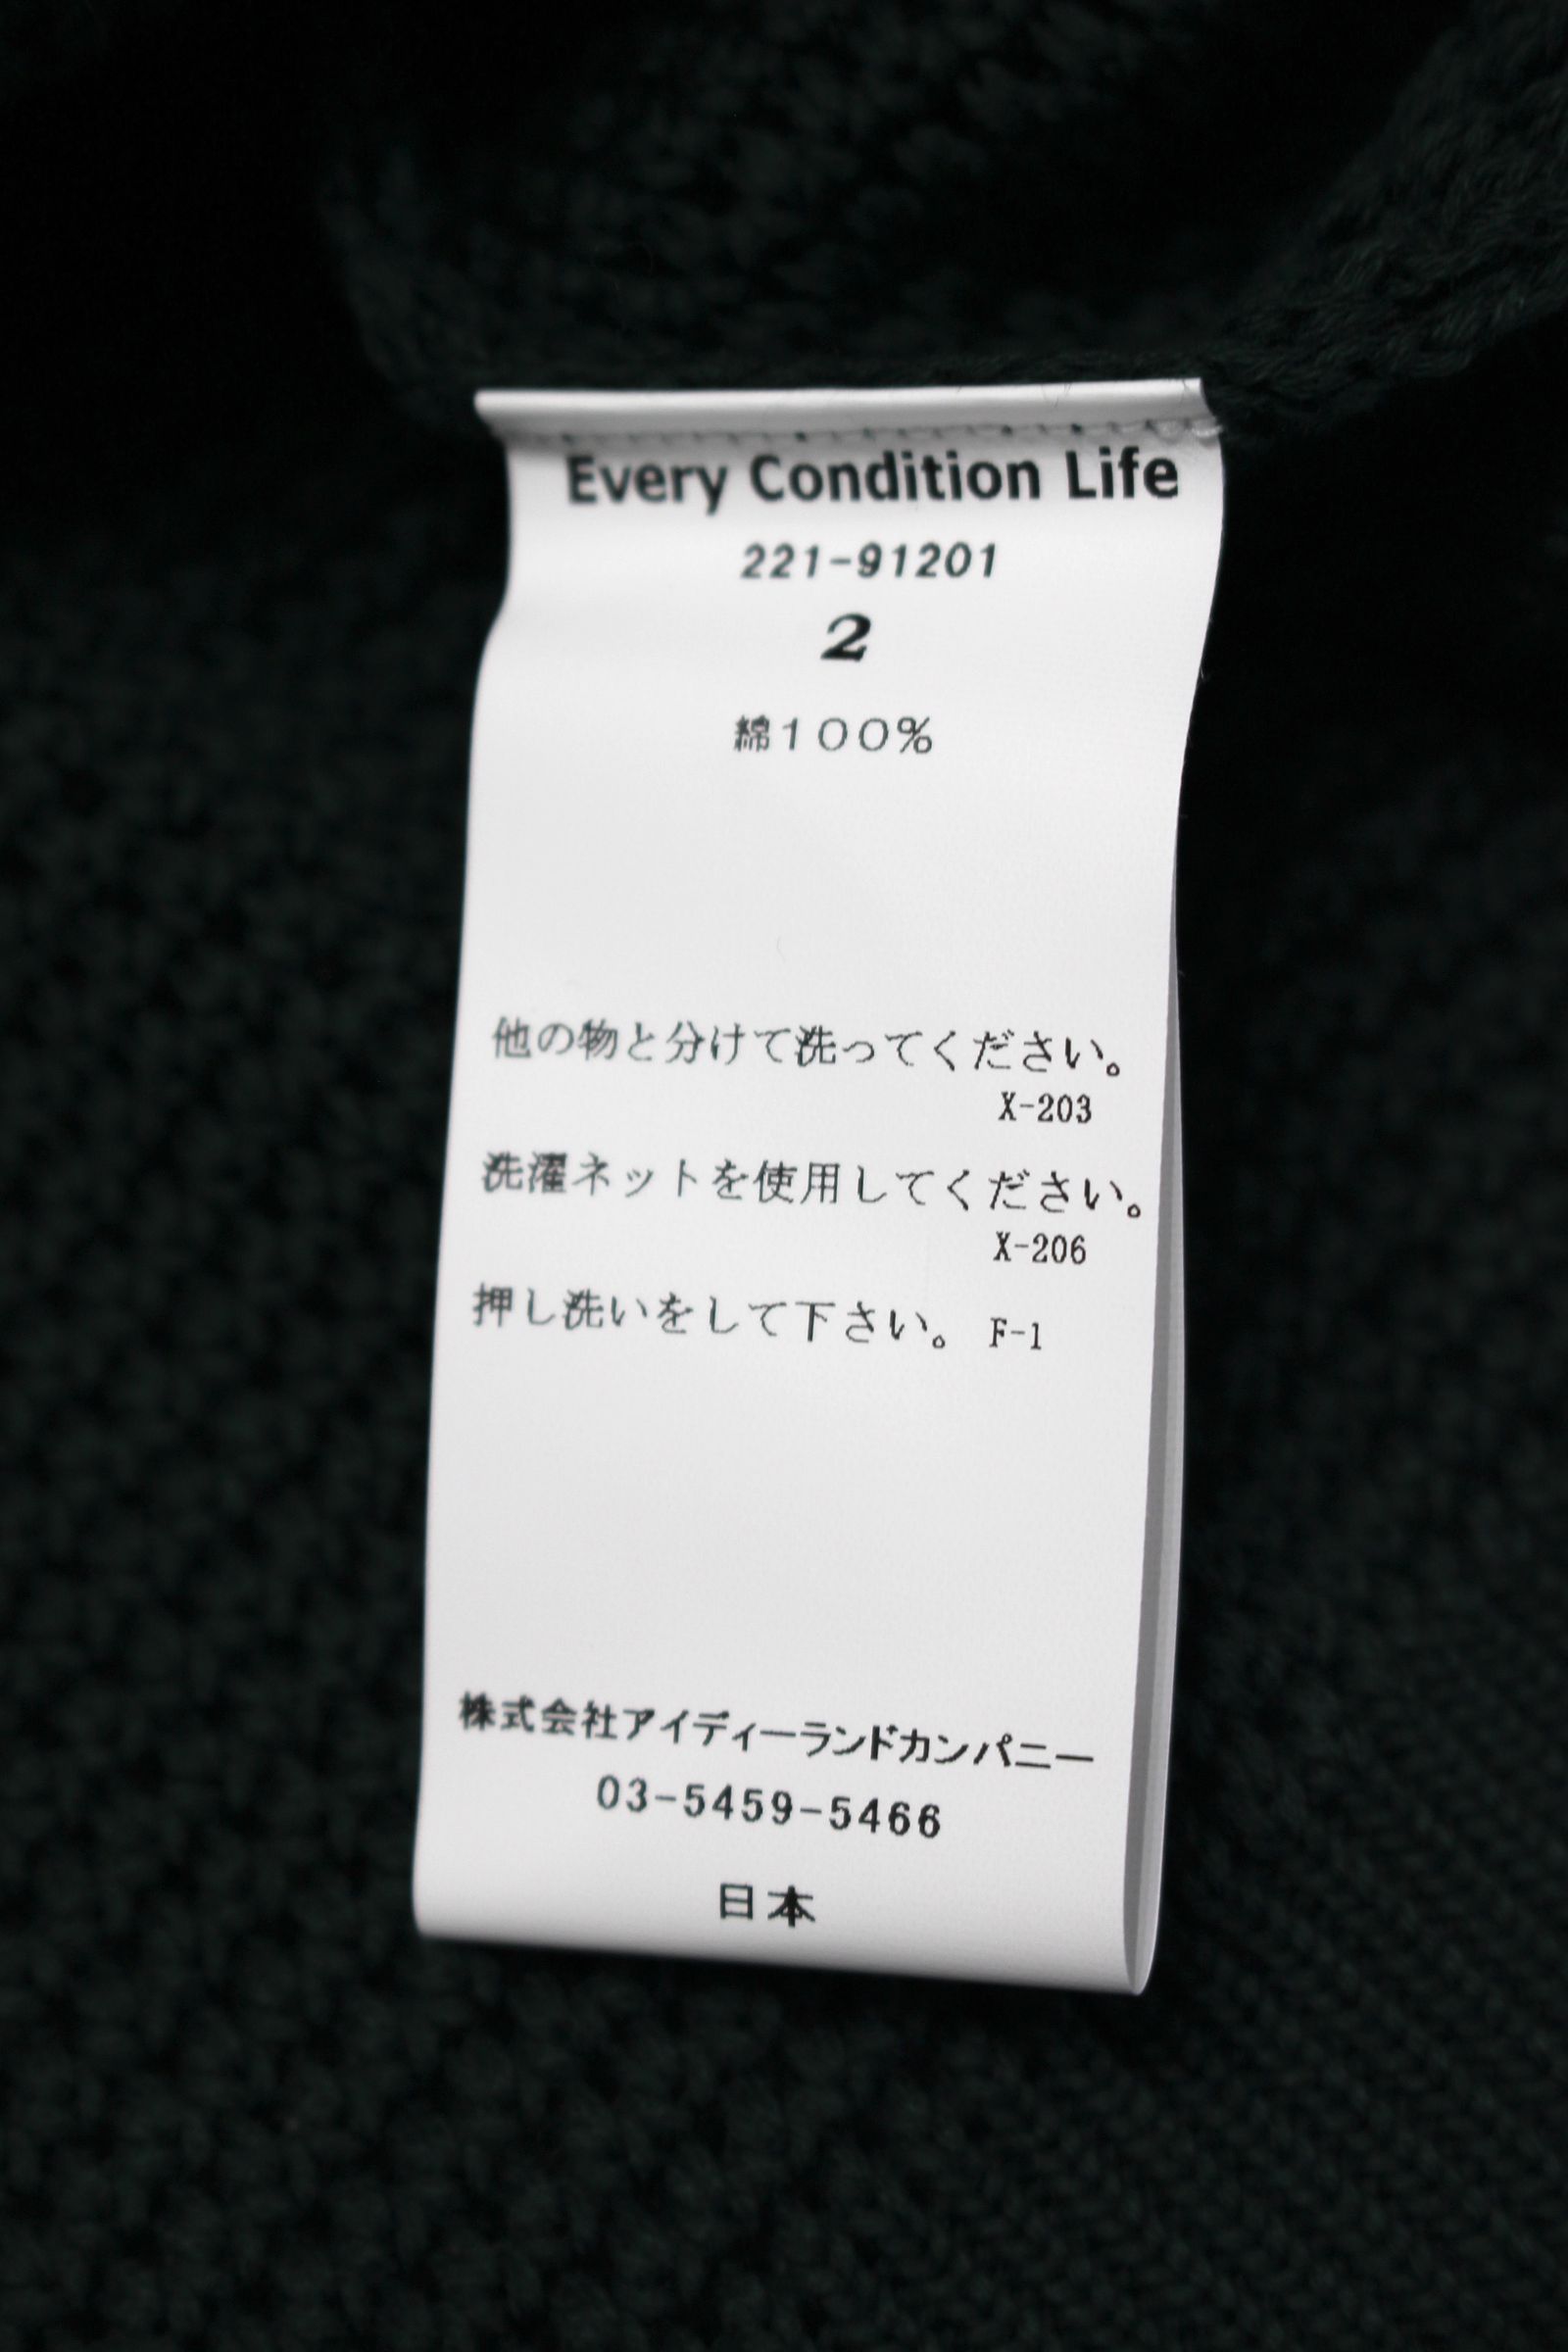 Every Condition Life
221-91201
2
綿100%
他の物と分けて洗ってください。
X-203
洗濯ネットを使用してください。
X-206
押し洗いをして下さい。 F-1
株式会社アイディーランドカンパニー
03-5459-5466
日本